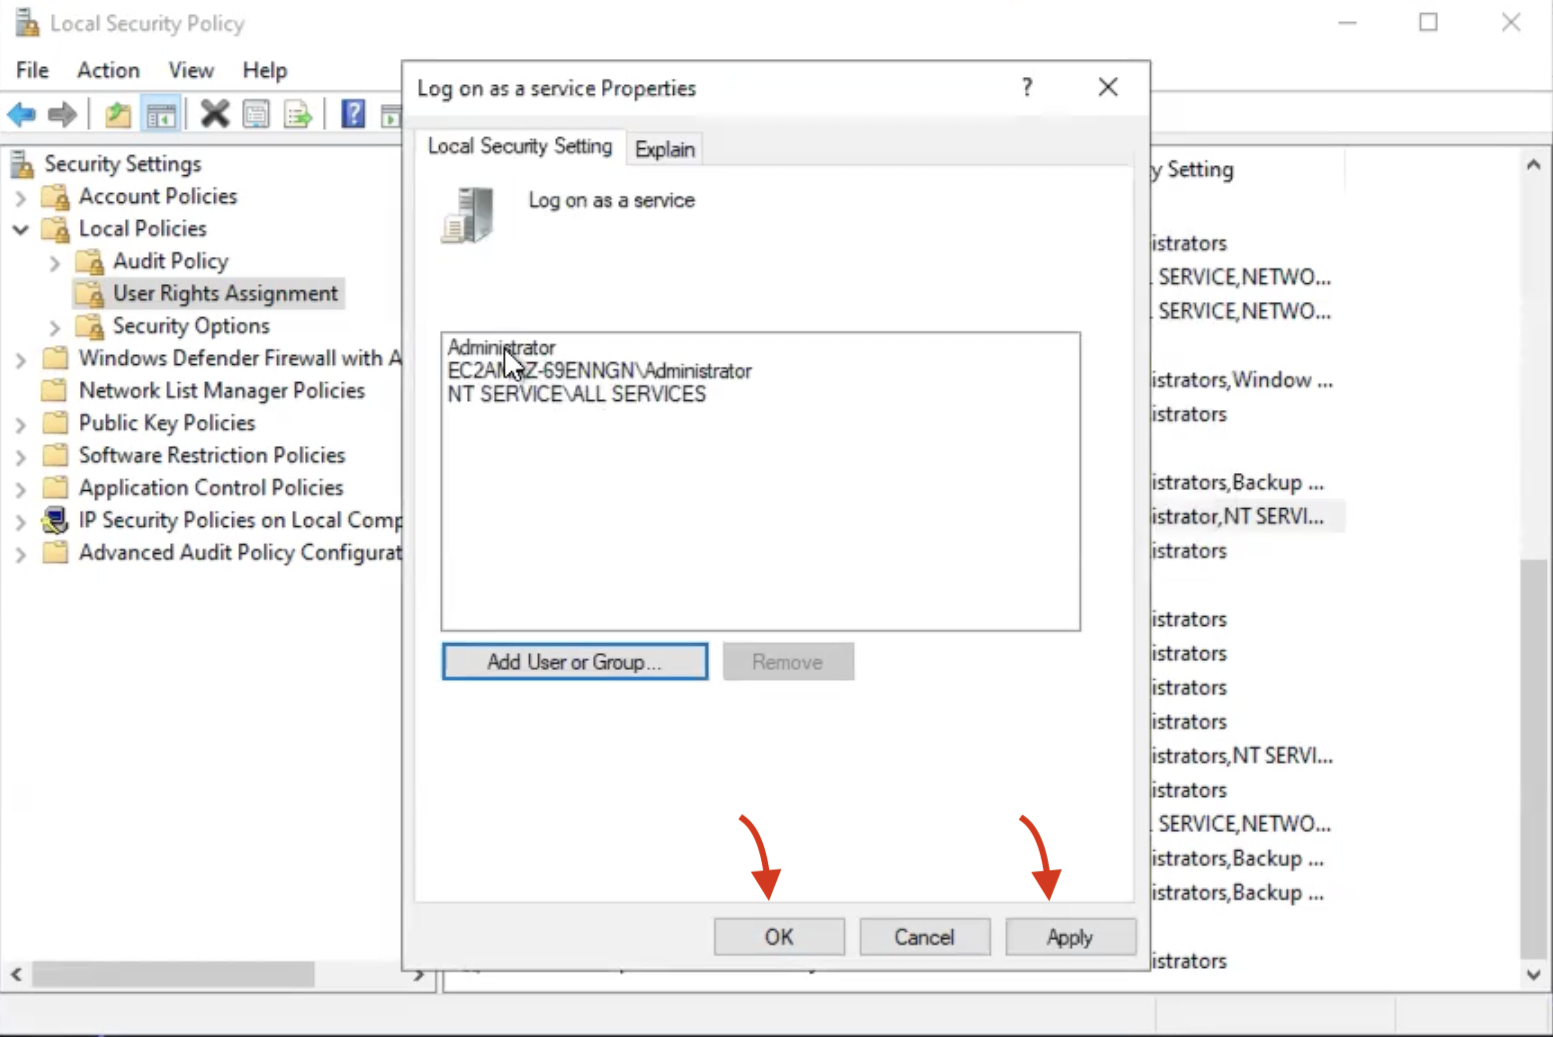 Local Security Policy
File Action View Help
Log on as a service Properties
?
Local Security Setting
Explain
Log on as a service
Administrator
EC2AM Z-69ENNGN\Administrator
NT SERVICE\ALL SERVICES
Add User or Group...
Remove
OK
Cancel
Apply
Security Settings
Account Policies
Local Policies
Audit Policy
User Rights Assignment
Security Options
Windows Defender Firewall with A
Network List Manager Policies
Public Key Policies
Software Restriction Policies
Application Control Policies
IP Security Policies on Local Comp
Advanced Audit Policy Configurat
y Setting
istrators
SERVICE,NETWO...
SERVICE,NETWO...
istrators,Window ...
istrators
istrators,Backup ...
istrator,NT SERVI...
istrators
istrators
istrators
istrators
istrators
istrators,NT SERVI...
istrators
SERVICE,NETWO...
istrators,Backup ...
istrators,Backup ...
istrators